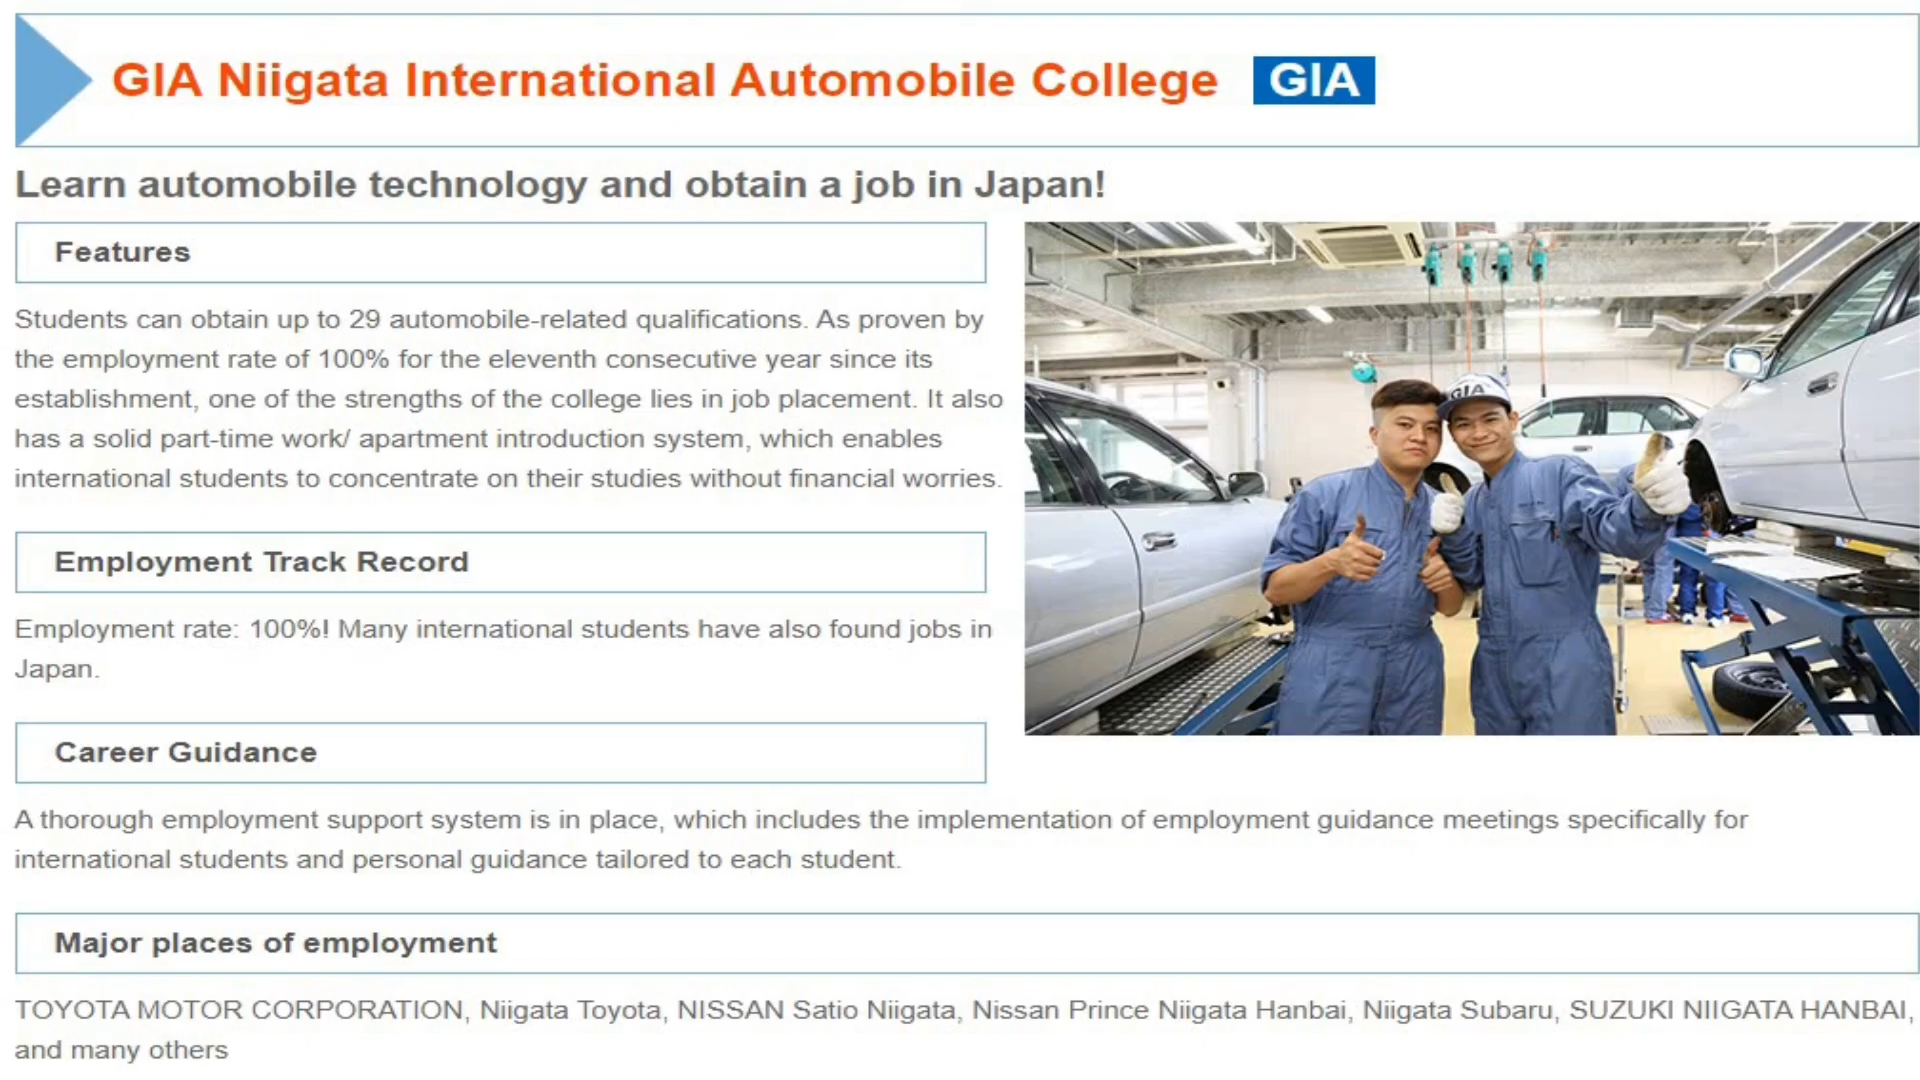 GIA Niigata International Automobile College GIA
Learn automobile technology and obtain a job in Japan!
Features
Students can obtain up to 29 automobile-related qualifications. As proven by
the employment rate of 100% for the eleventh consecutive year since its
establishment, one of the strengths of the college lies in job placement. It also
has a solid part-time work/ apartment introduction system, which enables
international students to concentrate on their studies without financial worries.
GIA
Employment Track Record
Employment rate: 100%! Many international students have also found jobs in
Japan.
Career Guidance
A thorough employment support system is in place, which includes the implementation of employment guidance meetings specifically for
international students and personal guidance tailored to each student.
Major places of employment
TOYOTA MOTOR CORPORATION, Niigata Toyota, NISSAN Satio Niigata, Nissan Prince Niigata Hanbai, Niigata Subaru, SUZUKI NIIGATA HANBAI,
and many others